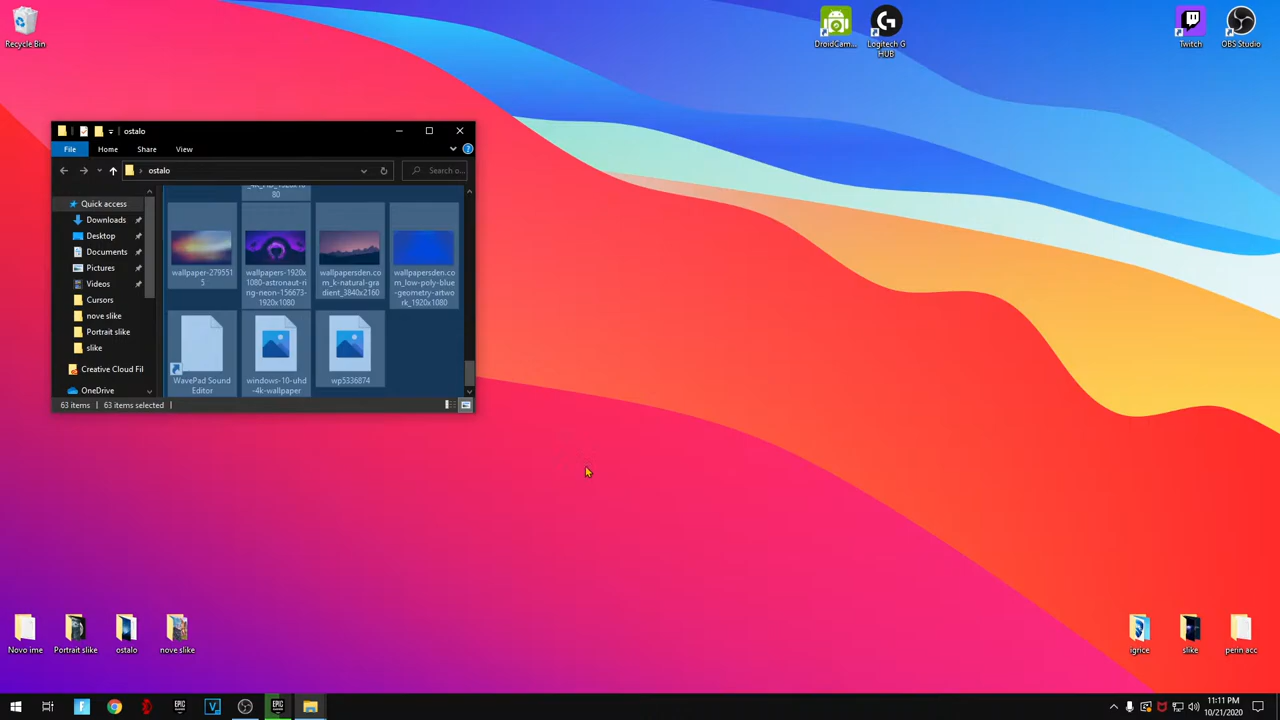 Recycle Bin
DroidCam...
Logitech G
HUB
Twitch
OBS Studio
ostalo
File
Home
Share
View
ostalo
Search o...
Quick access
Downloads
Desktop
Documents
Pictures
Videos
Cursors
nove slike
Portrait slike
slike
Creative Cloud Fil
OneDrive
80
wallpaper-279551
5
wallpapers-1920x
1080-astronaut-ri
ng-neon-156673-
1920x1080
wallpapersden.co
m_k-natural-gra
dient_3840x2160
wallpapersden.co
m_low-poly-blue
-geometry-artwo
rk_1920x1080
WavePad Sound
Editor
windows-10-uhd
-4k-wallpaper
wp5336874
63 items
63 items selected
Novo ime
Portrait slike
ostalo
nove slike
igrice
slike
perin acc
EPIC
EPIC
11:11 PM
10/21/2020